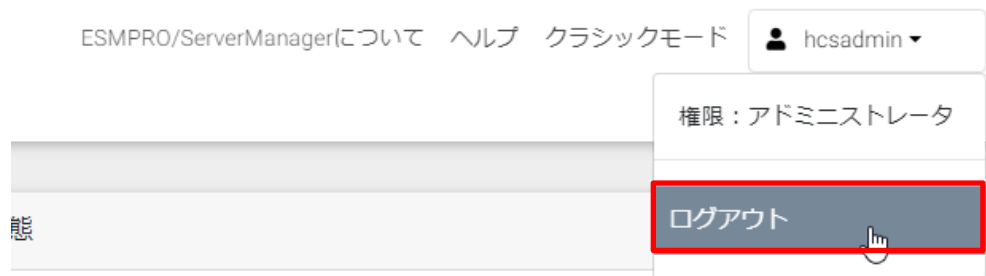 ESMPRO/ServerManagerについて ヘルプ クラシックモード hcsadmin
権限：アドミニストレータ
ログアウト
態